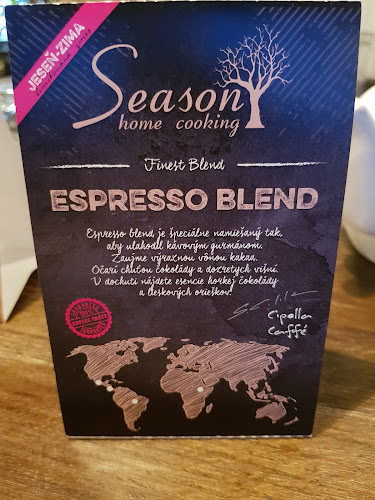 JESEŇ-ZIMA
Season
home cooking
Finest Blend
ESPRESSO BLEND
Espresso blend je špeciálne namiešaný tak,
aby ulahodil kávovým gurmánom.
Zaujme výraznou vôňou kakaa.
Očarí chuťou čokolády a dozretých višní.
V dochuti nájdete esencie horkej čokolády
a lieskových orieškov!
Cipolla
Caffé
100%